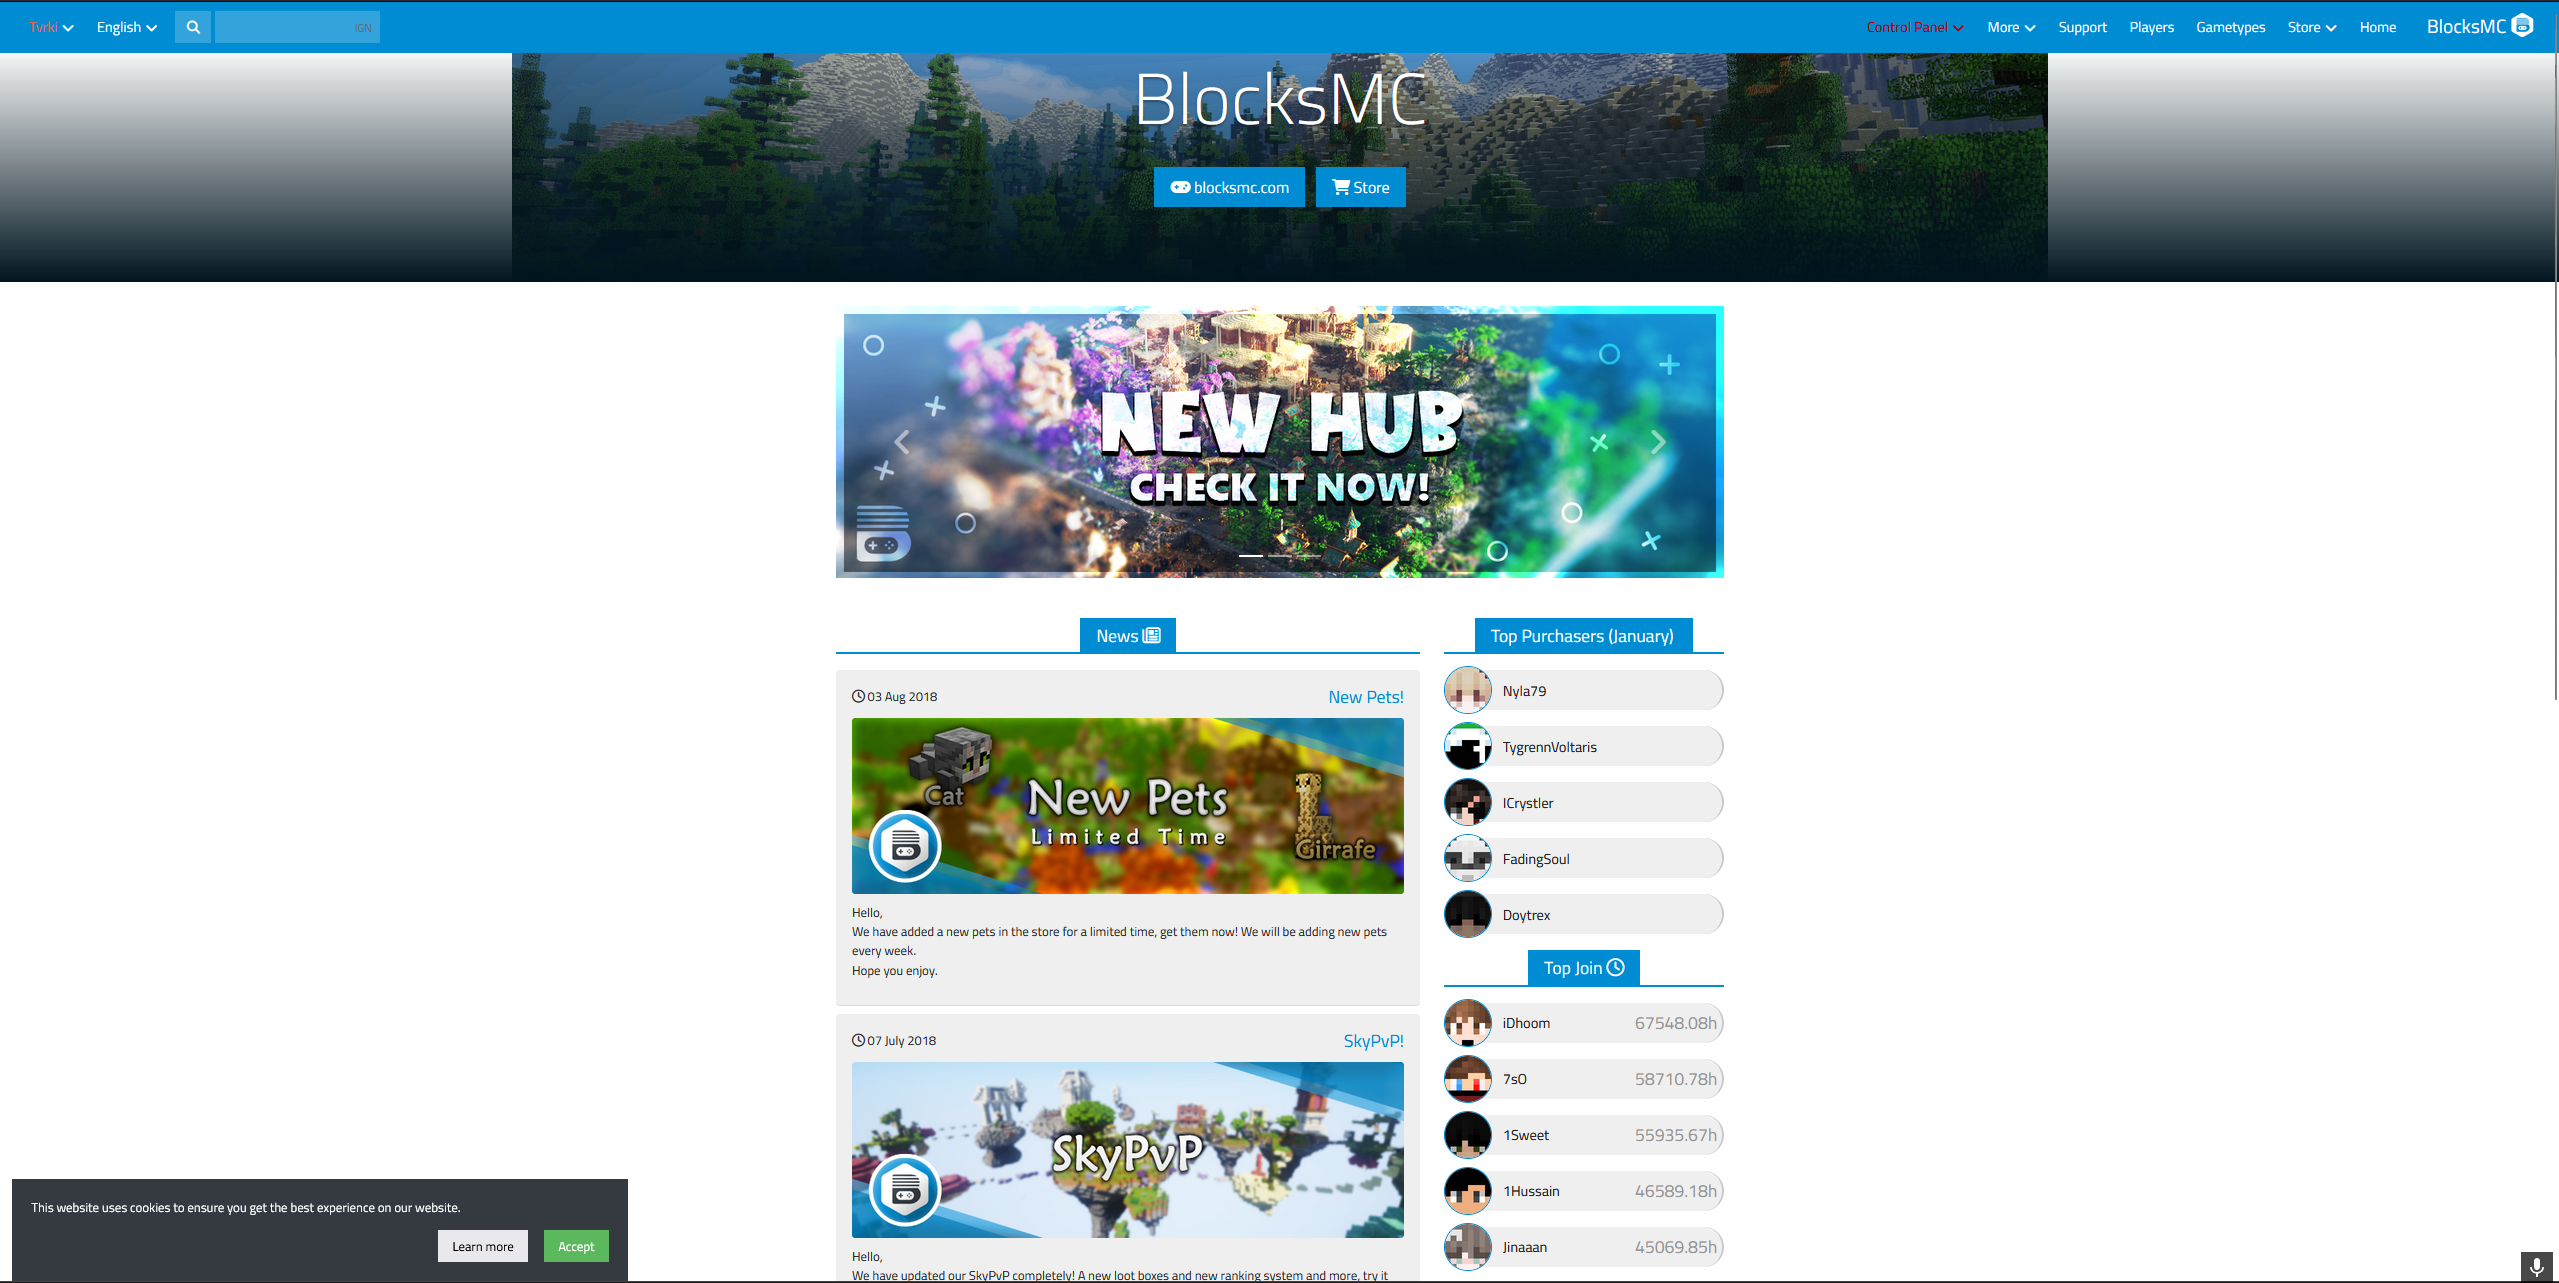 Tvrki
English
IGN
Control Panel
More
Support
Players
Gametypes
Store
Home
BlocksMC
BlocksMC
blocksmc.com
Store
NEW HUB
CHECK IT NOW!
News
03 Aug 2018
New Pets!
Cat
New Pets
Limited Time
Girrafe
Hello,
We have added a new pets in the store for a limited time, get them now! We will be adding new pets
every week.
Hope you enjoy.
07 July 2018
SkyPvP!
SkyPvP
Hello,
We have updated our SkyPvP completely! A new loot boxes and new ranking system and more, try it
Top Purchasers (January)
Nyla79
TygrennVoltaris
ICrystler
FadingSoul
Doytrex
Top Join
iDhoom 67548.08h
7sO 58710.78h
1Sweet 55935.67h
1Hussain 46589.18h
Jinaaan 45069.85h
This website uses cookies to ensure you get the best experience on our website.
Learn more
Accept